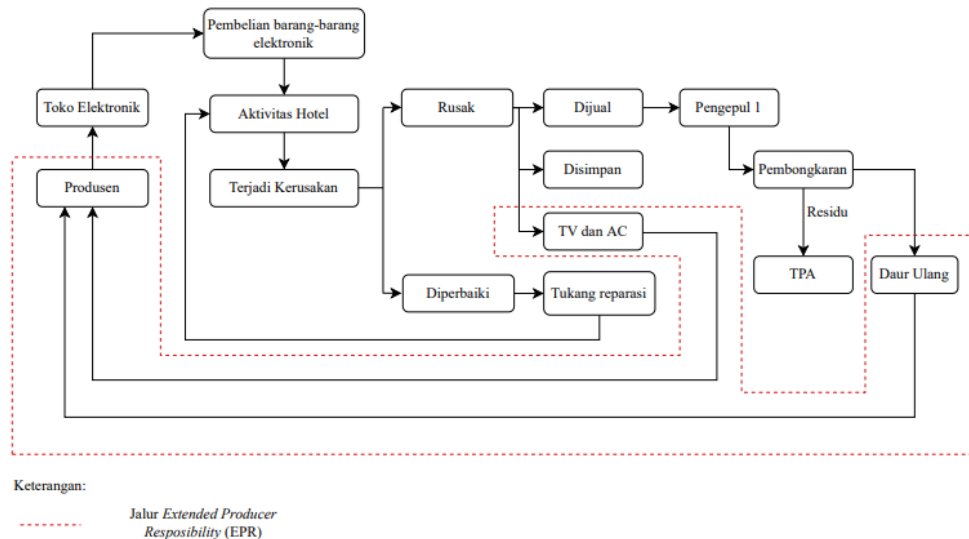 Pembelian barang-barang
elektronik
Toko Elektronik
Aktivitas Hotel
Rusak
Dijual
Pengepul 1
Produsen
Terjadi Kerusakan
Disimpan
Pembongkaran
Residu
TV dan AC
TPA
Daur Ulang
Diperbaiki
Tukang reparasi
Keterangan:
Jalur Extended Producer
Resposibility (EPR)